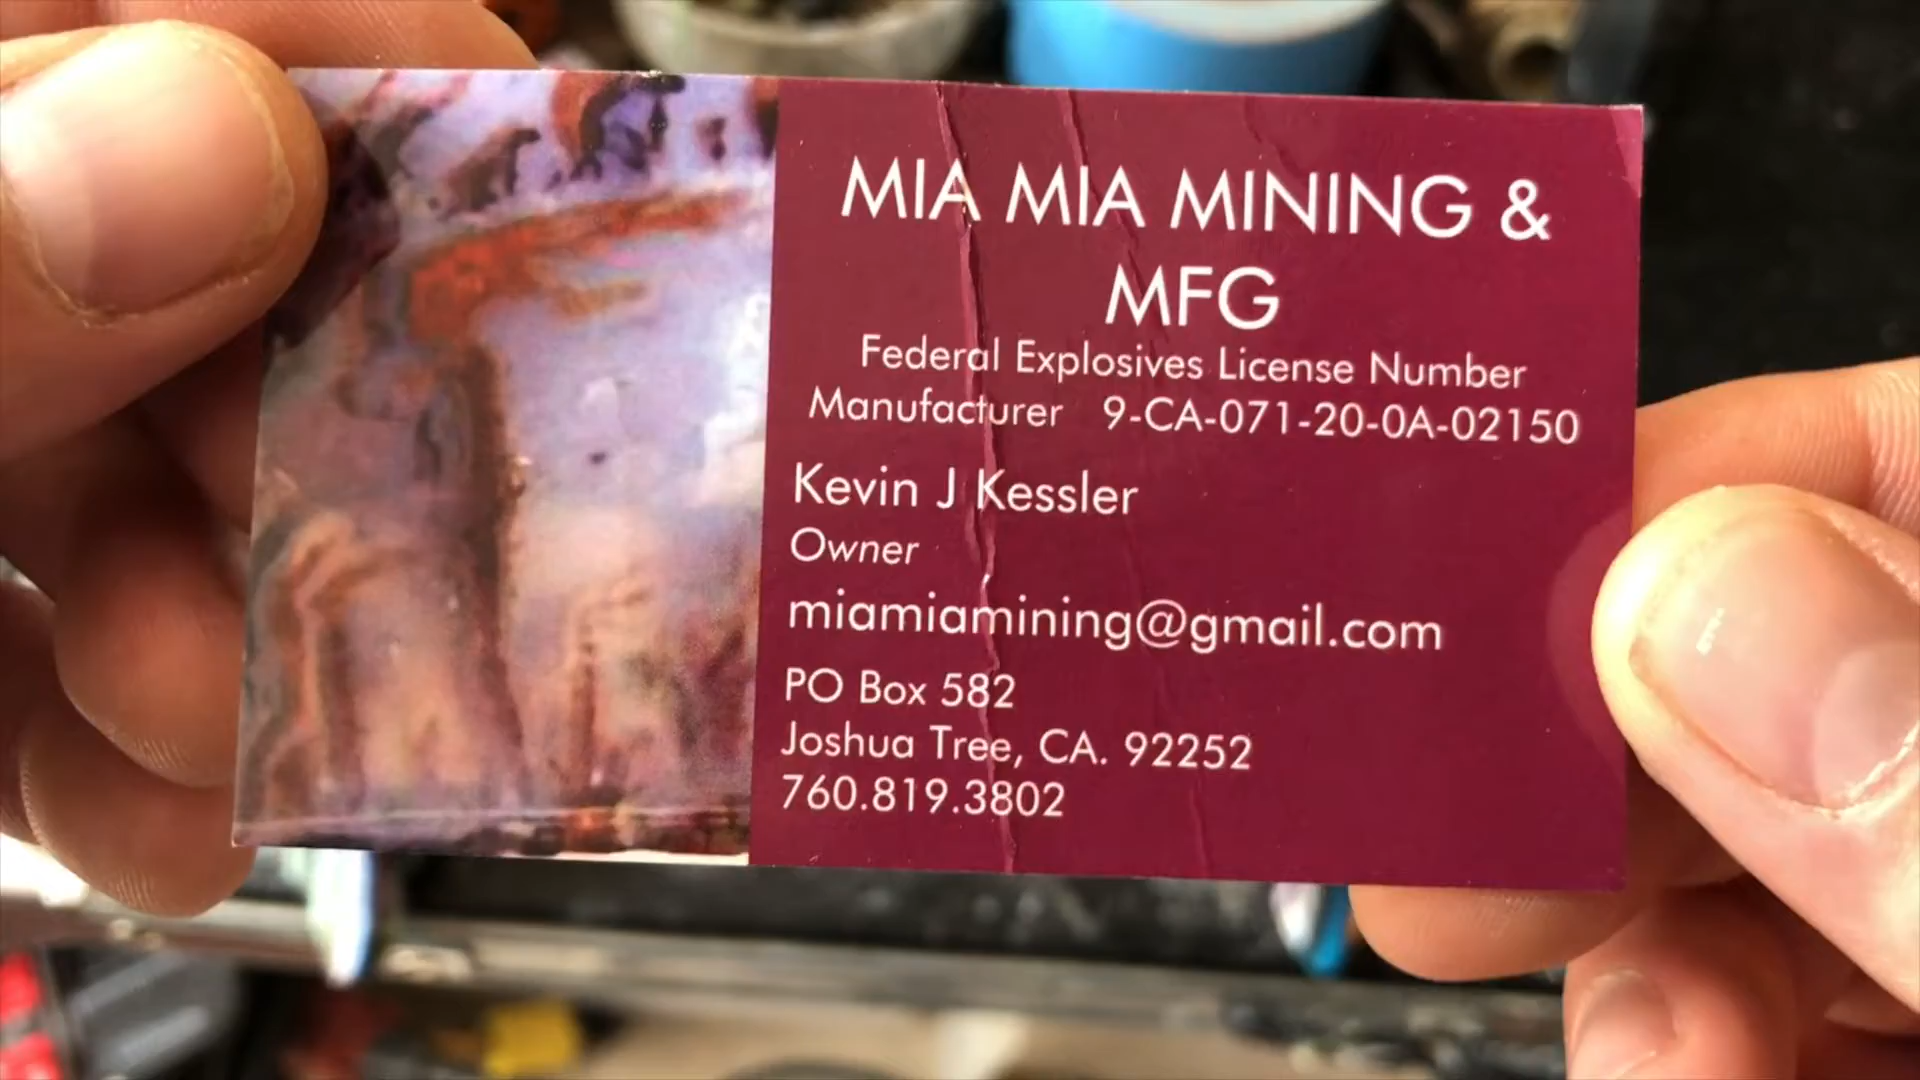 MIA MIA MINING &
MFG
Federal Explosives License Number
Manufacturer 9-CA-071-20-0A-02150
Kevin J Kessler
Owner
miamiamining@gmail.com
PO Box 582
Joshua Tree, CA. 92252
760.819.3802